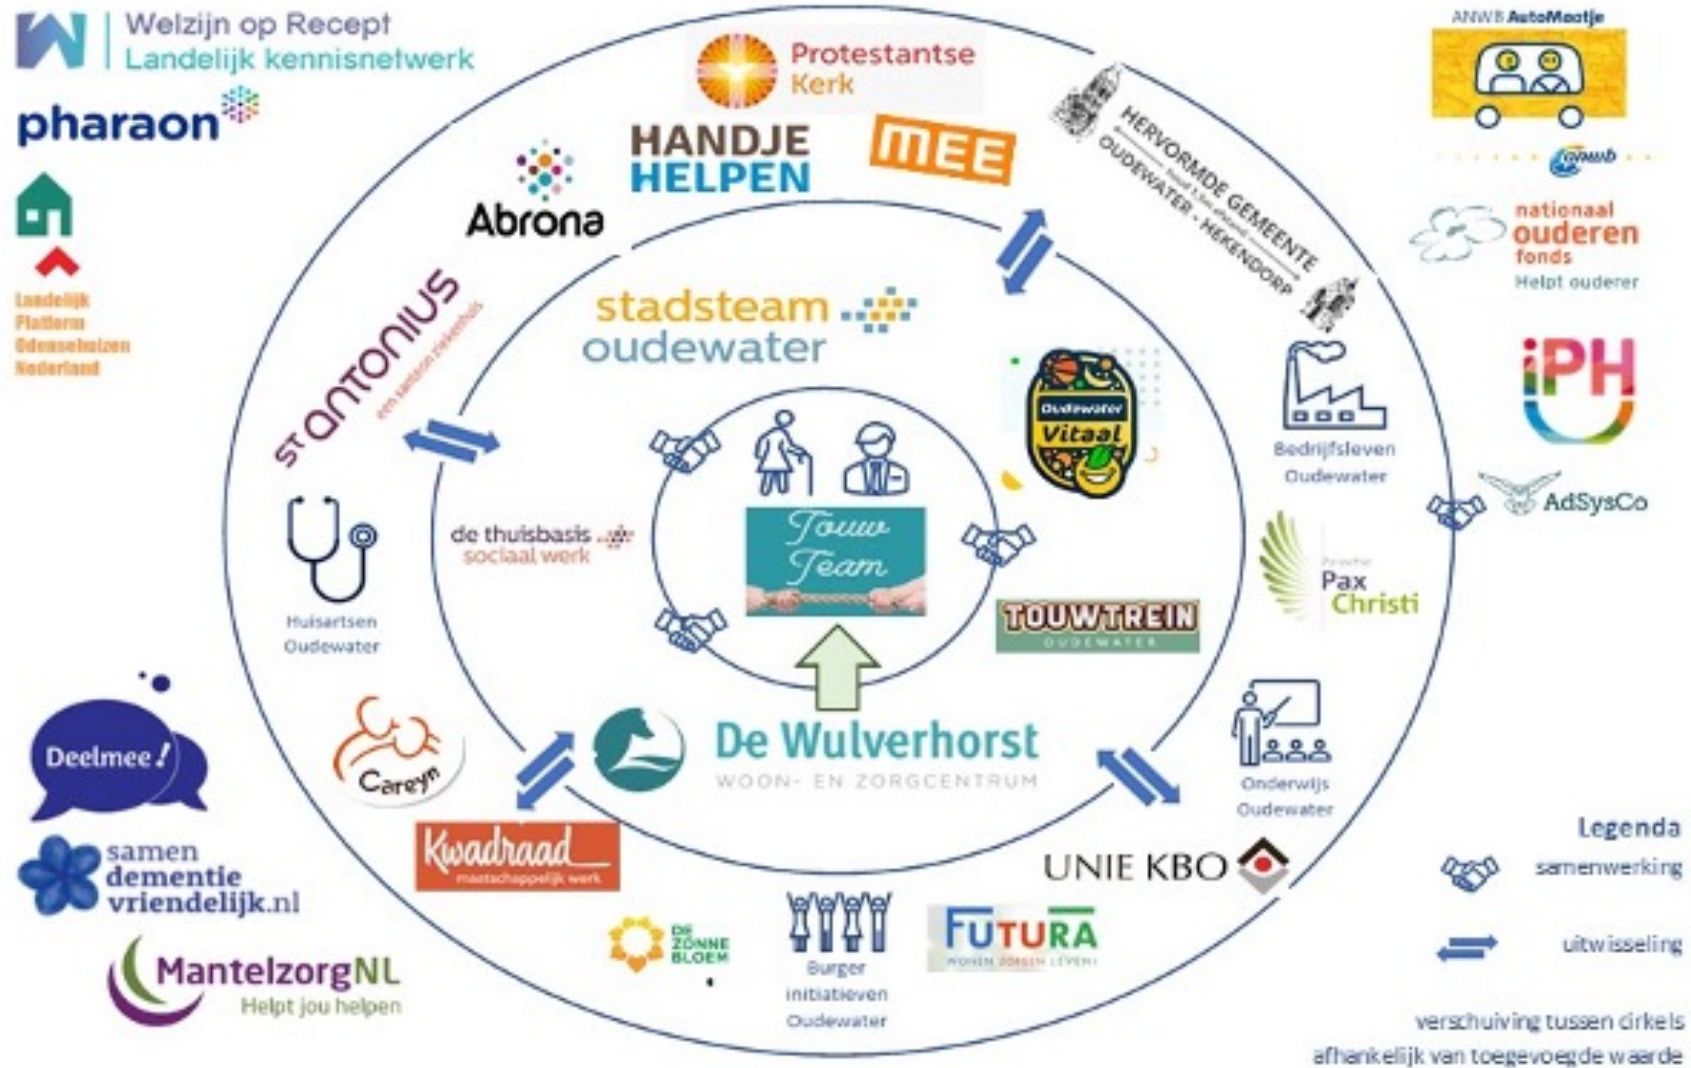 Welzijn op Recept
Landelijk kennisnetwerk
pharaon
Landelijk
Platform
Odensehuizen
Nederland
Protestantse
Kerk
HANDJE
HELPEN
MEE
Abrona
ST ANTONIUS
een santeon ziekenhuis
HERVORMDE GEMEENTE
OUDEWATER - HEKENDORP
ANWB AutoMaatje
anwb
nationaal
ouderen
fonds
Helpt ouderen
iPH
AdSysCo
stadsteam
oudewater
Oudewater
Vitaal
Bedrijfsleven
Oudewater
de thuisbasis
sociaal werk
Touw
Team
TOUWTREIN
OUDEWATER
Pax
Christi
Huisartsen
Oudewater
De Wulverhorst
WOON- EN ZORGCENTRUM
Onderwijs
Oudewater
Careyn
Kwadraad
maatschappelijk werk
UNIE KBO
DE
ZONNE
BLOEM
Burger
initiatieven
Oudewater
FUTURA
WONEN ZORGEN LEVEN
Deelmee!
samen
dementie
vriendelijk.nl
MantelzorgNL
Helpt jou helpen
Legenda
samenwerking
uitwisseling
verschuiving tussen cirkels
afhankelijk van toegevoegde waarde